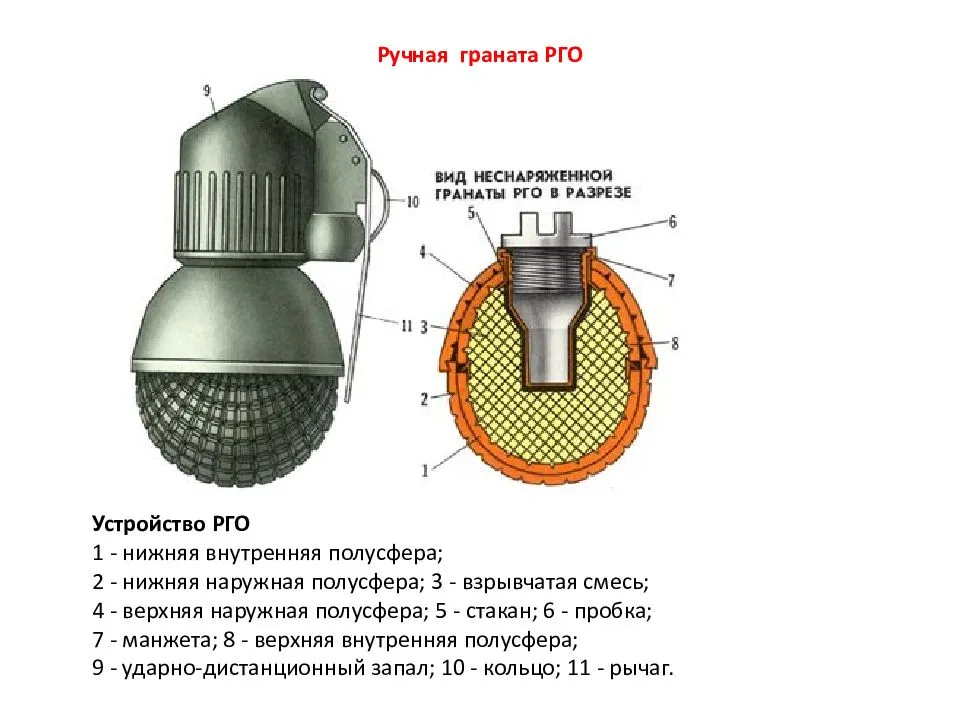 Ручная граната РГО
9
ВИД НЕСНАРЯЖЕННОЙ
ГРАНАТЫ РГО В РАЗРЕЗЕ
10
5
6
4
7
11
3
8
2
1
Устройство РГО
1 - нижняя внутренняя полусфера;
2 - нижняя наружная полусфера; 3 - взрывчатая смесь;
4 - верхняя наружная полусфера; 5 - стакан; 6 - пробка;
7 - манжета; 8 - верхняя внутренняя полусфера;
9 - ударно-дистанционный запал; 10 - кольцо; 11 - рычаг.